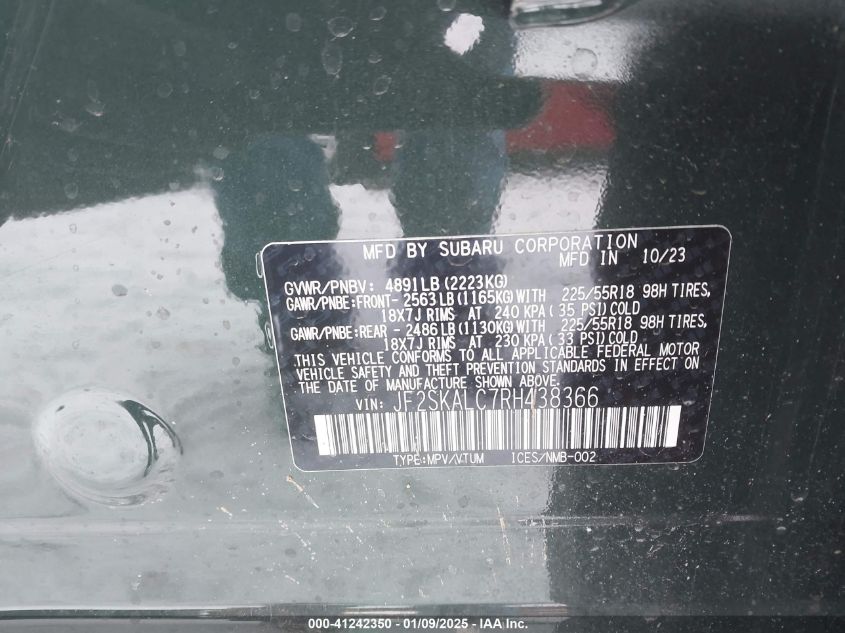 MFD BY SUBARU CORPORATION
MFD IN 10/23
GVWR/PNBV: 4891LB (2223KG)
GAWR/PNBE:FRONT- 2563LB (1165KG) WITH 225/55R18 98H TIRES,
18X7J RIMS AT 240 KPA (35 PSI) COLD
GAWR/PNBE:REAR - 2486LB (1130KG) WITH 225/55R18 98H TIRES,
18X7J RIMS AT 230 KPA (33 PSI) COLD
THIS VEHICLE CONFORMS TO ALL APPLICABLE FEDERAL MOTOR
VEHICLE SAFETY AND THEFT PREVENTION STANDARDS IN EFFECT ON
THE DATE OF MANUFACTURE SHOWN ABOVE.
VIN: JF2SKALC7RH438366
TYPE:MPV/VTUM ICES/NMB-002
000-41242350 - 01/09/2025 - IAA Inc.